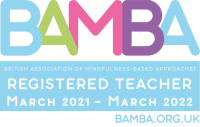 BAMBA
BRITISH ASSOCIATION OF MINDFULNESS-BASED APPROACHES
REGISTERED TEACHER
MARCH 2021 – MARCH 2022
BAMBA.ORG.UK